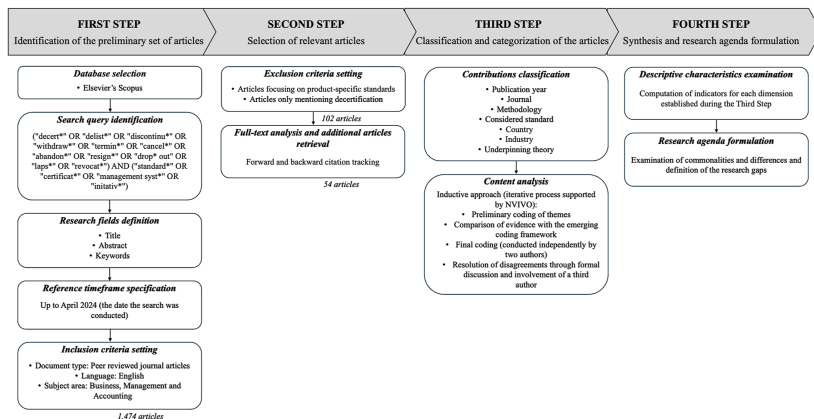 FIRST STEP
Identification of the preliminary set of articles
SECOND STEP
Selection of relevant articles
THIRD STEP
Classification and categorization of the articles
FOURTH STEP
Synthesis and research agenda formulation
Database selection
• Elsevier's Scopus
Search query identification
("decert*" OR "delist*" OR "discontinu*" OR
"withdraw*" OR "termin*" OR "cancel*" OR
"abandon*" OR "resign*" OR "drop* out" OR
"laps*" OR "revocat*") AND ("standard*" OR
"certificat*" OR "management syst*" OR
"initativ*")
Research fields definition
• Title
• Abstract
• Keywords
Reference timeframe specification
Up to April 2024 (the date the search was
conducted)
Inclusion criteria setting
• Document type: Peer reviewed journal articles
• Language: English
• Subject area: Business, Management and
Accounting
1,474 articles
Exclusion criteria setting
• Articles focusing on product-specific standards
• Articles only mentioning decertification
102 articles
Full-text analysis and additional articles
retrieval
Forward and backward citation tracking
54 articles
Contributions classification
• Publication year
• Journal
• Methodology
• Considered standard
• Country
• Industry
• Underpinning theory
Content analysis
Inductive approach (iterative process supported
by NVIVO):
• Preliminary coding of themes
• Comparison of evidence with the emerging
coding framework
• Final coding (conducted independently by
two authors)
• Resolution of disagreements through formal
discussion and involvement of a third
author
Descriptive characteristics examination
Computation of indicators for each dimension
established during the Third Step
Research agenda formulation
Examination of commonalities and differences and
definition of the research gaps